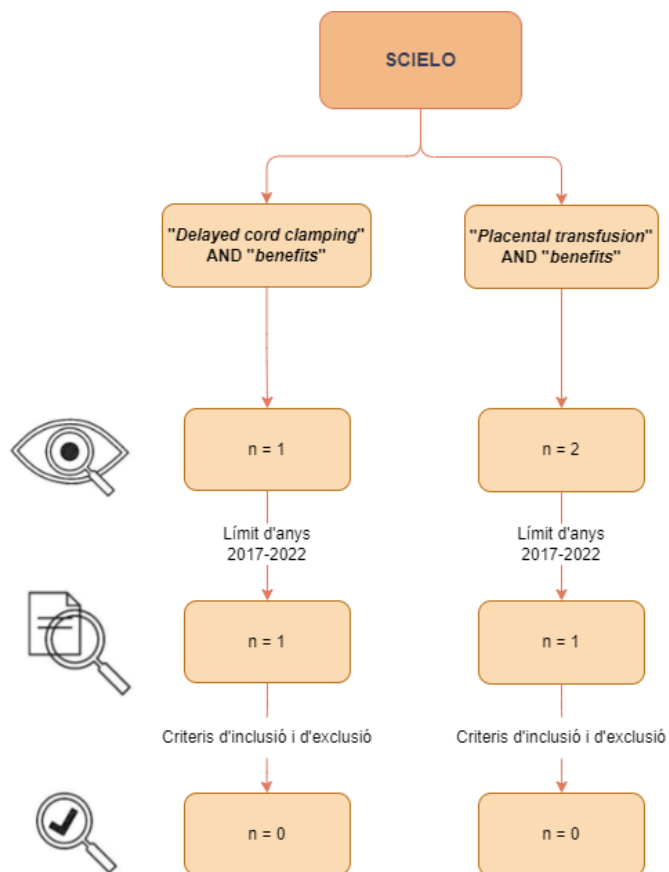 SCIELO
"Delayed cord clamping"
AND "benefits"
"Placental transfusion"
AND "benefits"
n = 1
n = 2
Límit d'anys
2017-2022
Límit d'anys
2017-2022
n = 1
n = 1
Criteris d'inclusió i d'exclusió
Criteris d'inclusió i d'exclusió
n = 0
n = 0